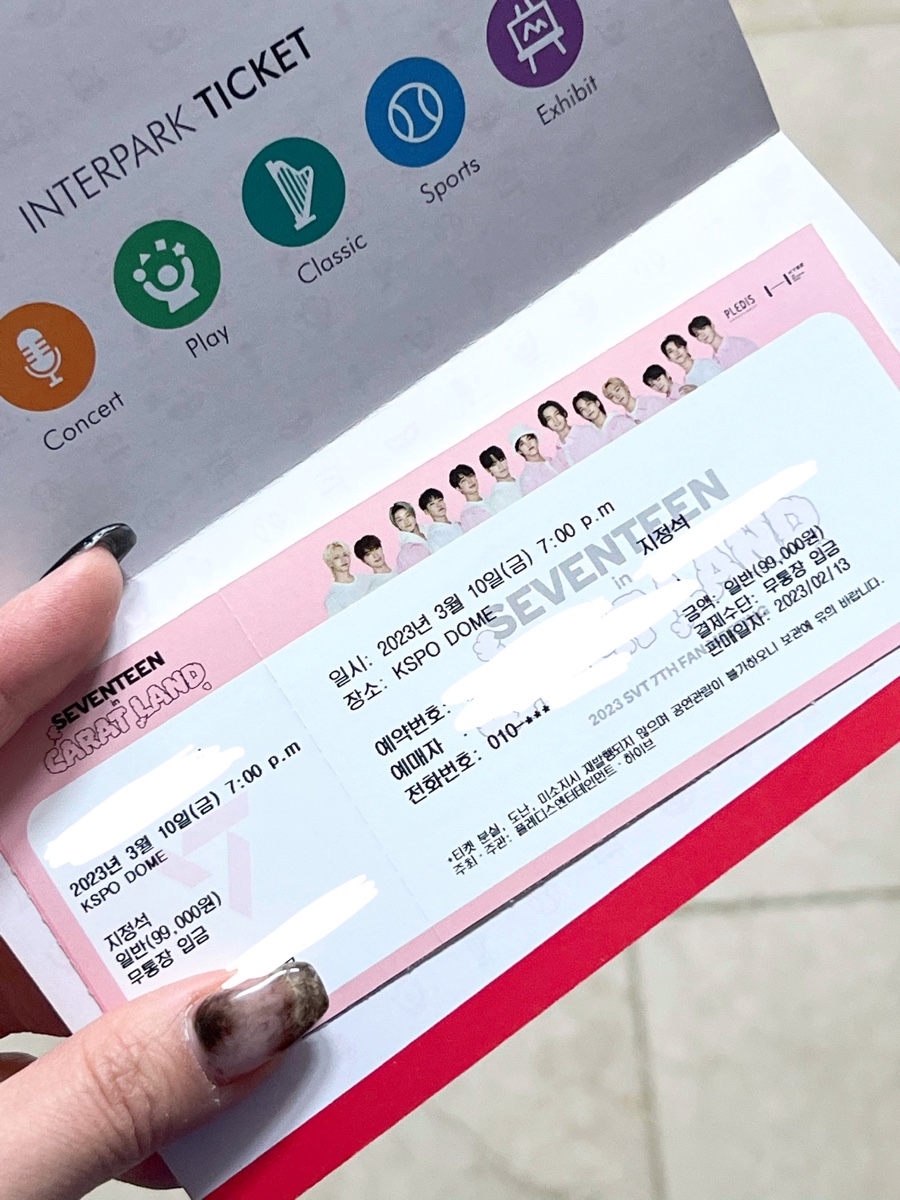 INTERPARK TICKET
Concert
Play
Classic
Sports
Exhibit
PLEDIS
SEVENTEEN
in
CARAT LAND
2023년 3월 10일(금) 7:00 p.m
KSPO DOME
지정석
일반(99,000원)
무통장 입금
SEVENTEEN
in
LAND
일시: 2023년 3월 10일(금) 7:00 p.m
장소: KSPO DOME
지정석
예약번호:
예매자 :
전화번호: 010-***
금액: 일반(99,000원)
결제수단: 무통장 입금
판매일자: 2023/02/13
2023 SVT 7TH FAN
*티켓 분실, 도난, 미소지시 재발행되지 않으며 공연관람이 불가하오니 보관에 유의 바랍니다.
주최·주관: 플레디스엔터테인먼트·하이브